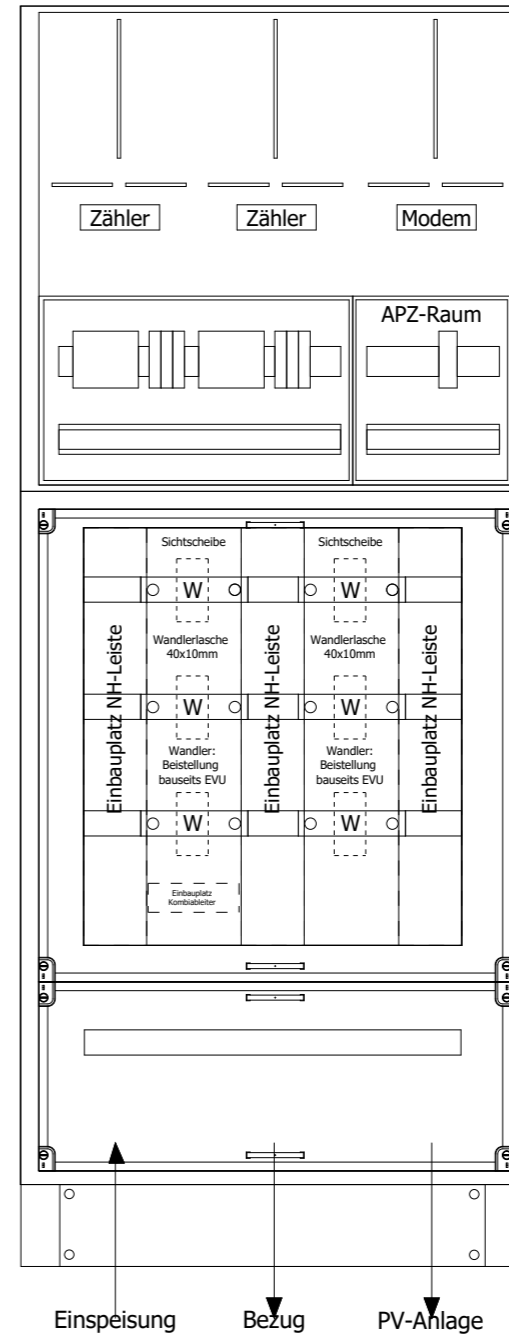 Zähler
Zähler
Modem
APZ-Raum
Sichtscheibe
Sichtscheibe
W
W
Wandlerlasche
40x10mm
Wandlerlasche
40x10mm
Einbauplatz NH-Leiste
Einbauplatz NH-Leiste
Einbauplatz NH-Leiste
W
W
Wandler:
Beistellung
bauseits EVU
Wandler:
Beistellung
bauseits EVU
W
W
Einbauplatz
Kombiableiter
Einspeisung
Bezug
PV-Anlage